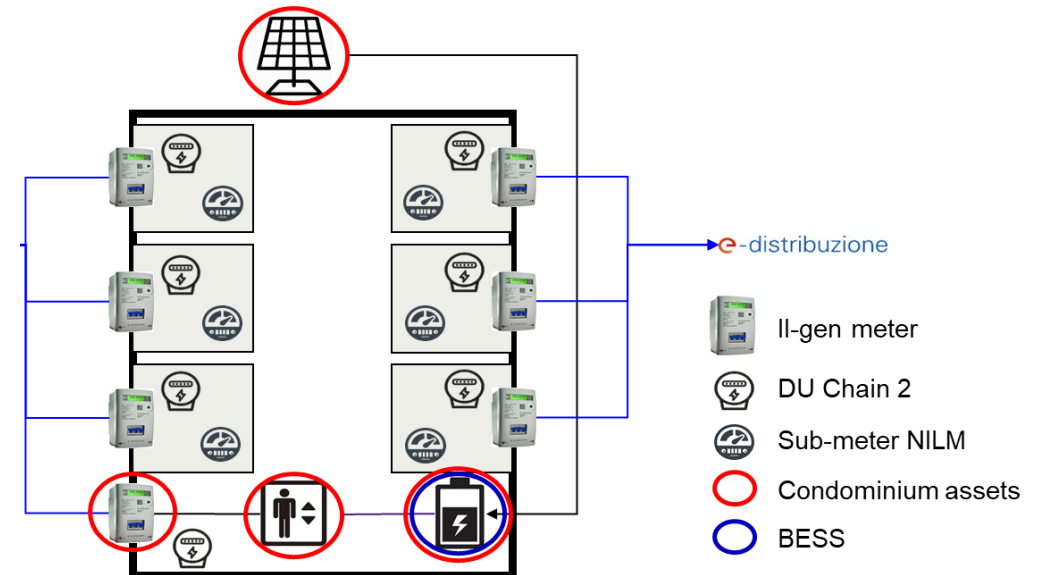 e-distribuzione
II-gen meter
DU Chain 2
Sub-meter NILM
Condominium assets
BESS